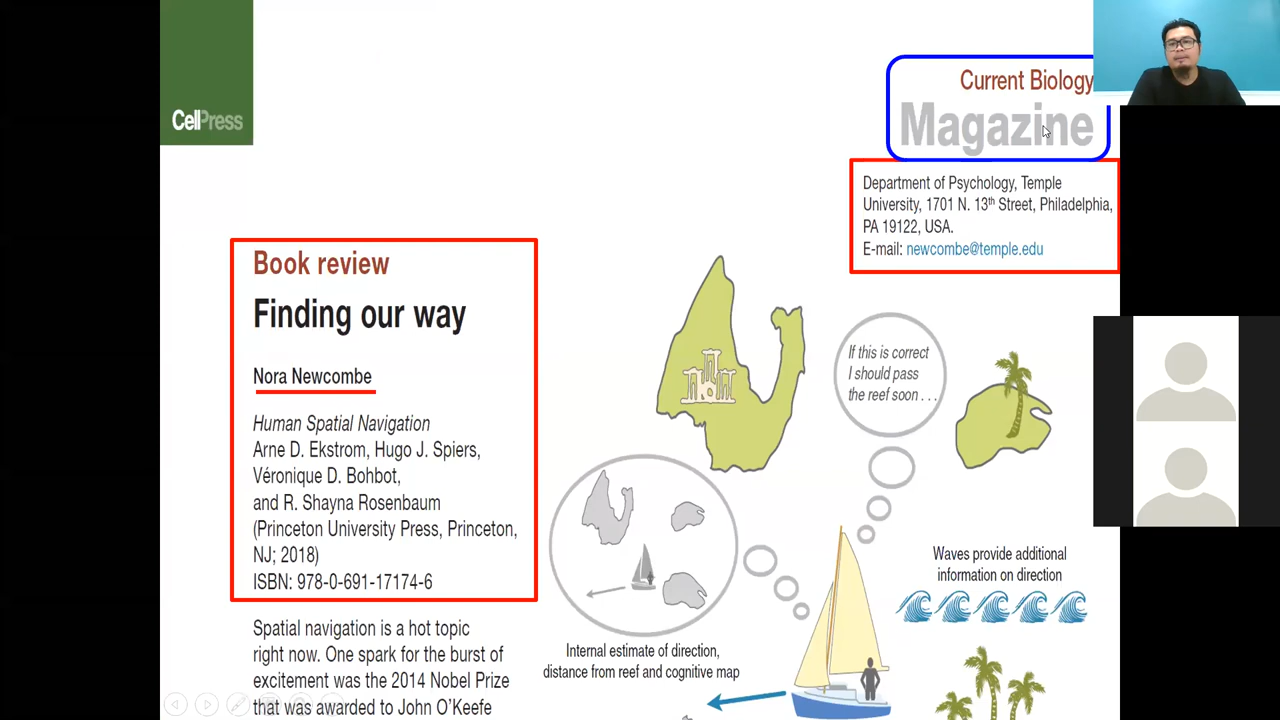 CellPress
Current Biology
Magazine
Department of Psychology, Temple
University, 1701 N. 13th Street, Philadelphia,
PA 19122, USA.
E-mail: newcombe@temple.edu
Book review
Finding our way
Nora Newcombe
Human Spatial Navigation
Arne D. Ekstrom, Hugo J. Spiers,
Véronique D. Bohbot,
and R. Shayna Rosenbaum
(Princeton University Press, Princeton,
NJ; 2018)
ISBN: 978-0-691-17174-6
Spatial navigation is a hot topic
right now. One spark for the burst of
excitement was the 2014 Nobel Prize
that was awarded to John O'Keefe
If this is correct
I should pass
the reef soon . . .
Internal estimate of direction,
distance from reef and cognitive map
Waves provide additional
information on direction